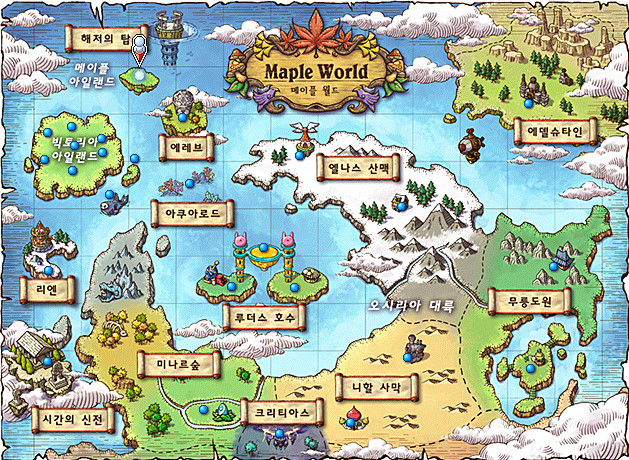 해저의 탑
메이플
아일랜드
Maple World
메이플 월드
에델슈타인
빅토리아
아일랜드
에레브
엘나스 산맥
아쿠아로드
리엔
루더스 호수
오시리아 대륙
무릉도원
미나르숲
니할 사막
시간의 신전
크리티아스